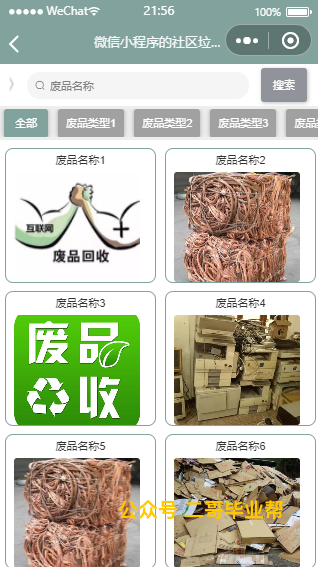 WeChat 21:56 100%
微信小程序的社区垃...
废品名称 搜索
全部 废品类型1 废品类型2 废品类型3 废品类
废品名称1 废品名称2
互联网 +
废品回收
废品名称3 废品名称4
废品
收
废品名称5 废品名称6
公众号 二哥毕业帮